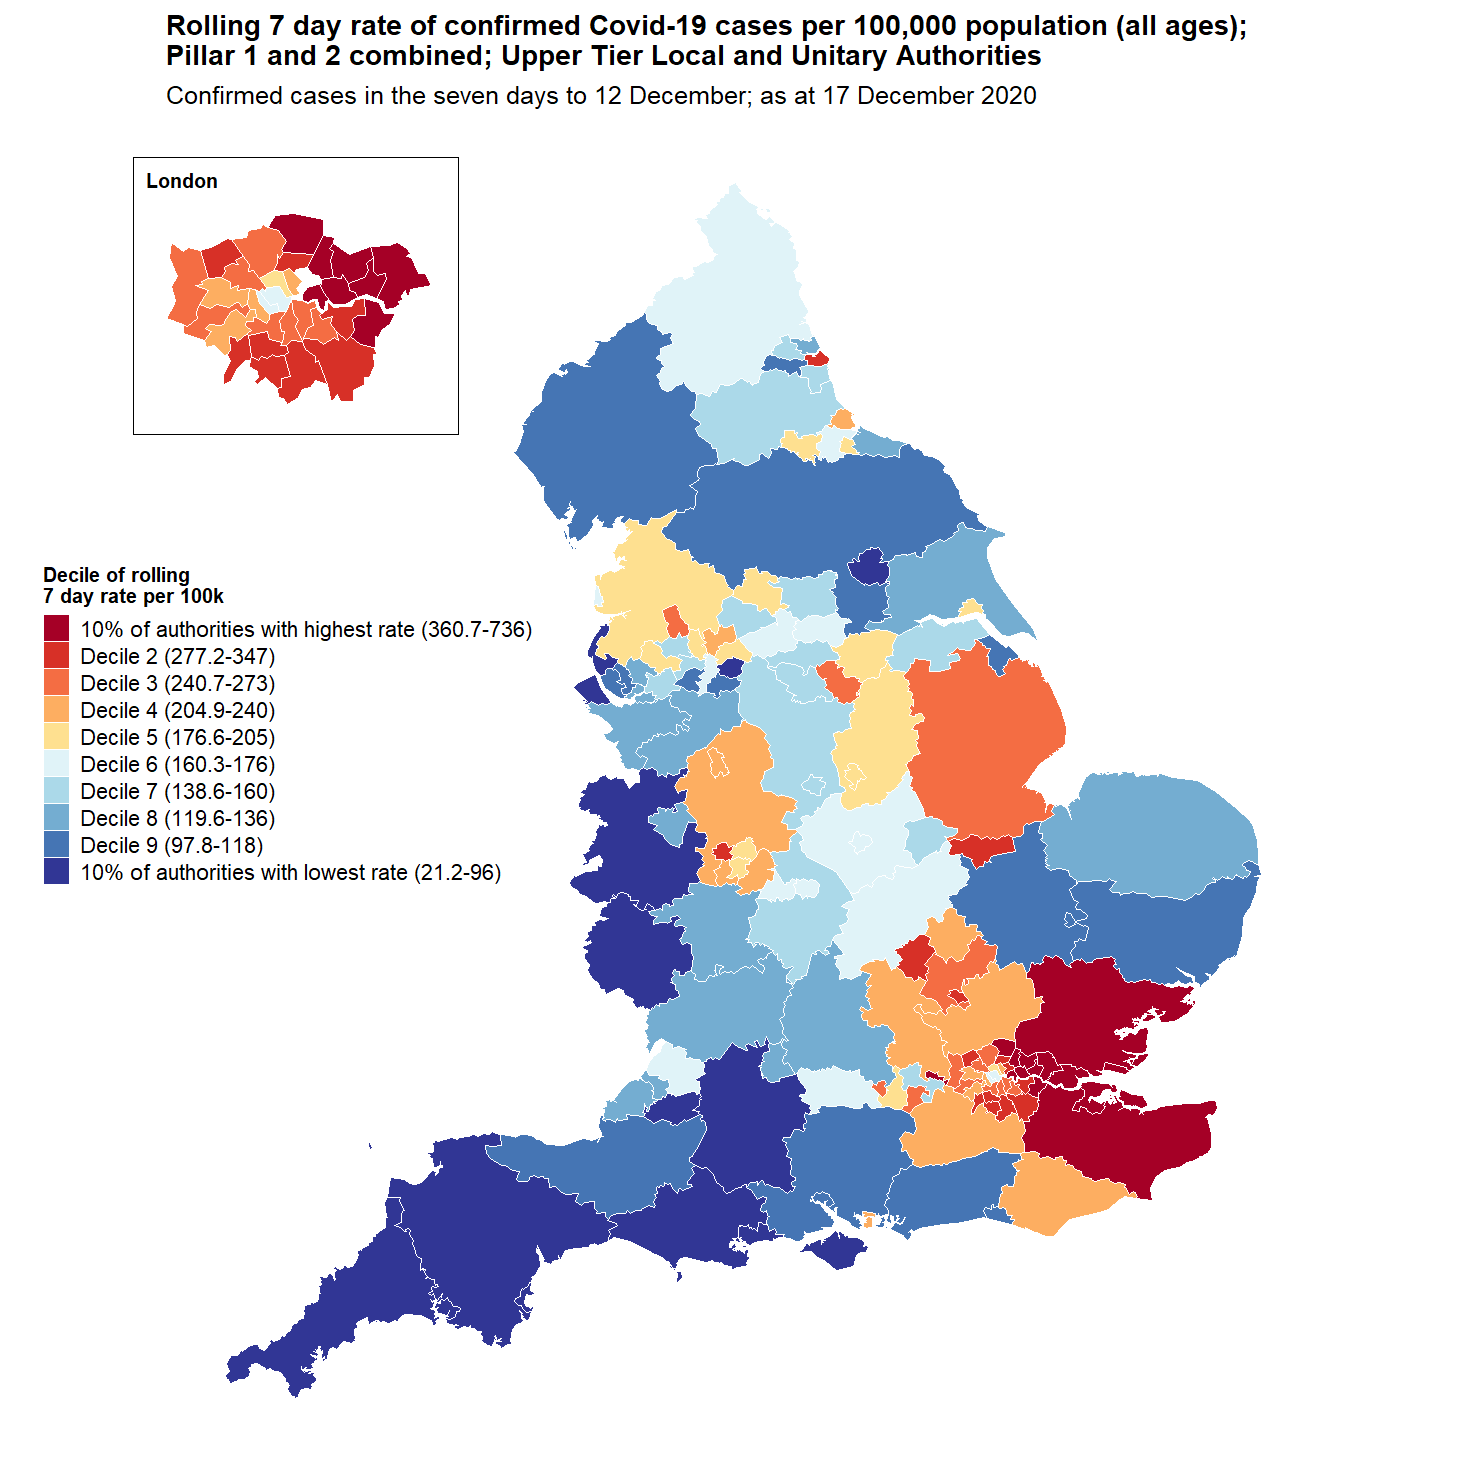 Rolling 7 day rate of confirmed Covid-19 cases per 100,000 population (all ages);
Pillar 1 and 2 combined; Upper Tier Local and Unitary Authorities
Confirmed cases in the seven days to 12 December; as at 17 December 2020
London
Decile of rolling
7 day rate per 100k
10% of authorities with highest rate (360.7-736)
Decile 2 (277.2-347)
Decile 3 (240.7-273)
Decile 4 (204.9-240)
Decile 5 (176.6-205)
Decile 6 (160.3-176)
Decile 7 (138.6-160)
Decile 8 (119.6-136)
Decile 9 (97.8-118)
10% of authorities with lowest rate (21.2-96)